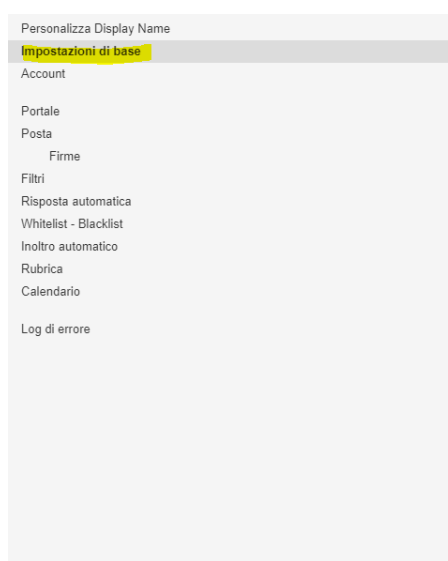 Personalizza Display Name
Impostazioni di base
Account
Portale
Posta
Firme
Filtri
Risposta automatica
Whitelist - Blacklist
Inoltro automatico
Rubrica
Calendario
Log di errore